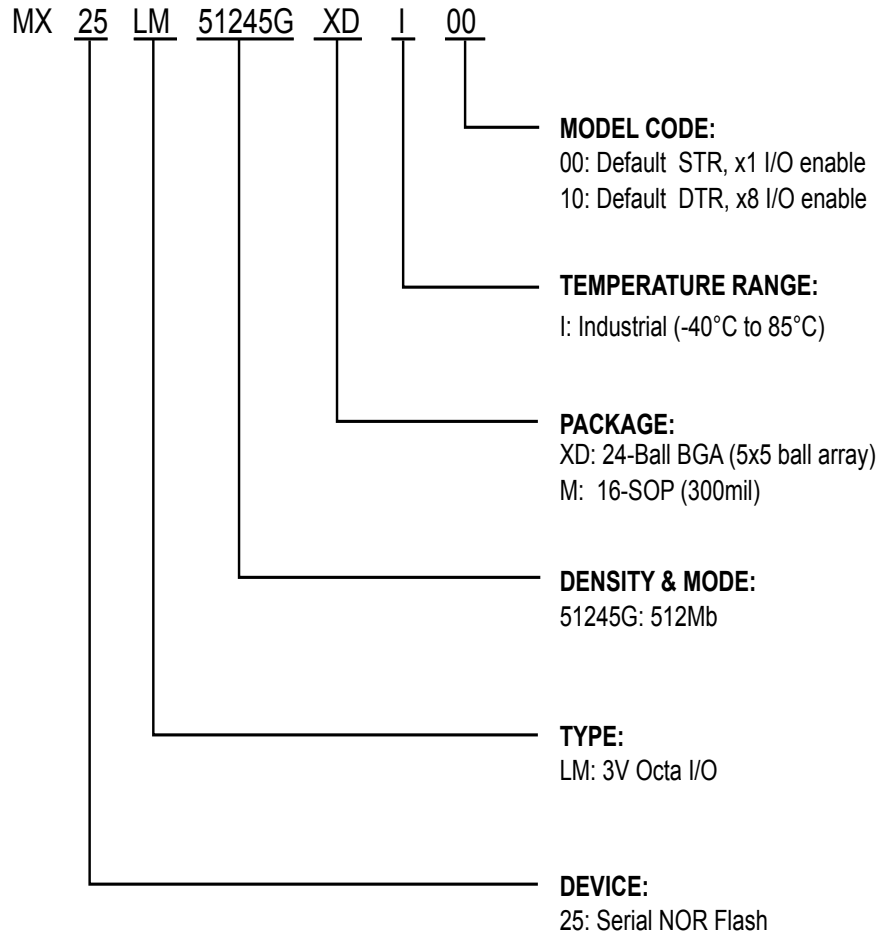 MX 25 LM 51245G XD I 00
MODEL CODE:
00: Default STR, x1 I/O enable
10: Default DTR, x8 I/O enable
TEMPERATURE RANGE:
I: Industrial (-40°C to 85°C)
PACKAGE:
XD: 24-Ball BGA (5x5 ball array)
M: 16-SOP (300mil)
DENSITY & MODE:
51245G: 512Mb
TYPE:
LM: 3V Octa I/O
DEVICE:
25: Serial NOR Flash